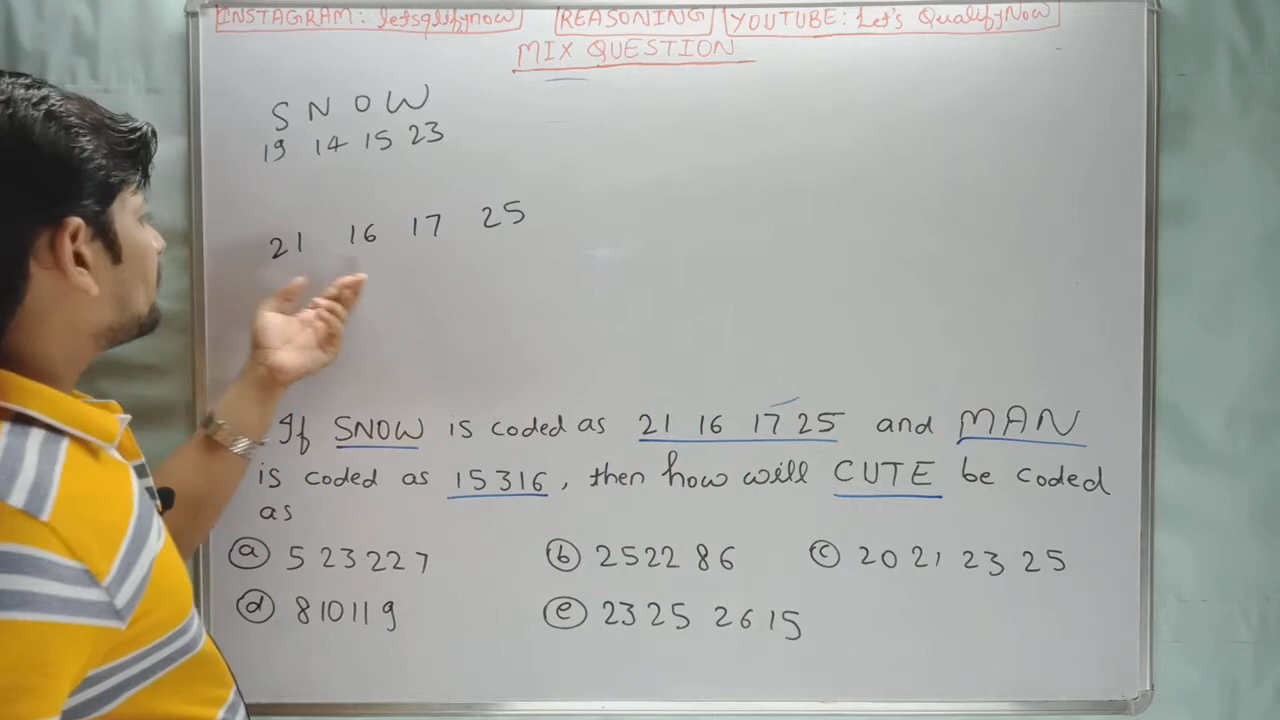 INSTAGRAM: letsqlifynow REASONING YOUTUBE: Let's QualifyNow
MIX QUESTION
S N O W
19 14 15 23
21 16 17 25
If SNOW is coded as 21 16 17 25 and MAN
is coded as 15 3 16, then how will CUTE be coded
as
(a) 5 23 22 7 (b) 25 22 8 6 (c) 20 21 23 25
(d) 8 10 11 9 (e) 23 25 26 15